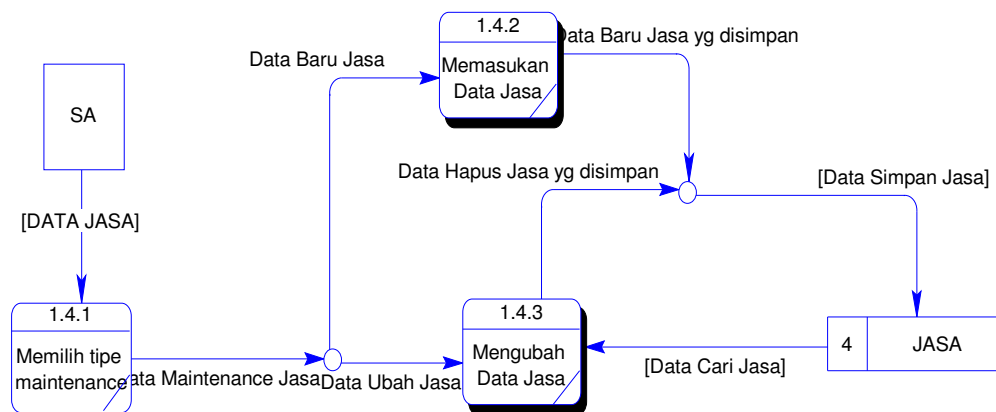 1.4.2
Data Baru Jasa yg disimpan
Data Baru Jasa
Memasukan
Data Jasa
SA
Data Hapus Jasa yg disimpan
[Data Simpan Jasa]
[DATA JASA]
1.4.1
1.4.3
Memilih tipe
maintenance
ata Maintenance Jasa
Data Ubah Jasa
Mengubah
Data Jasa
[Data Cari Jasa]
4
JASA